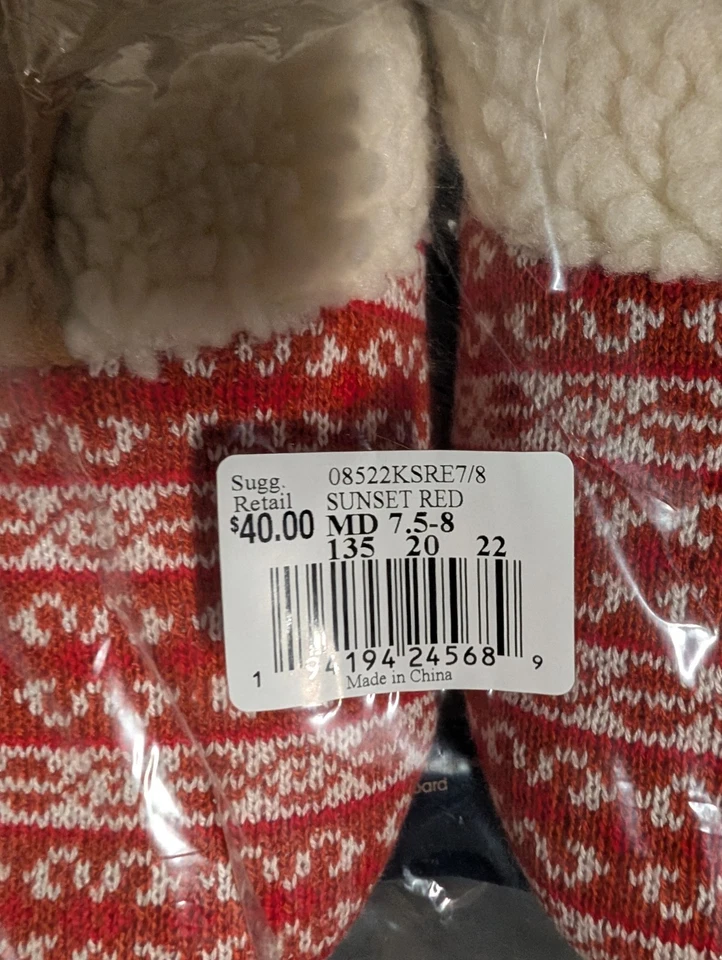 Sugg. 08522KSRE7/8
Retail SUNSET RED
$40.00 MD 7.5-8
135 20 22
1 94194 24568 9
Made in China
oard